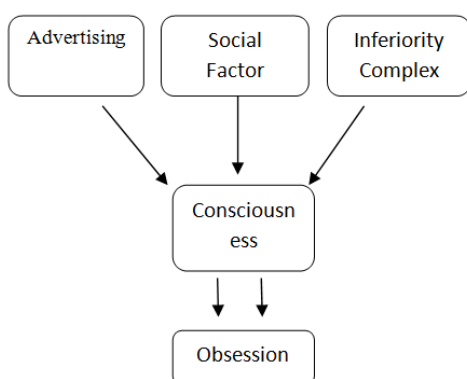 Advertising
Social
Factor
Inferiority
Complex
Consciousn
ess
Obsession